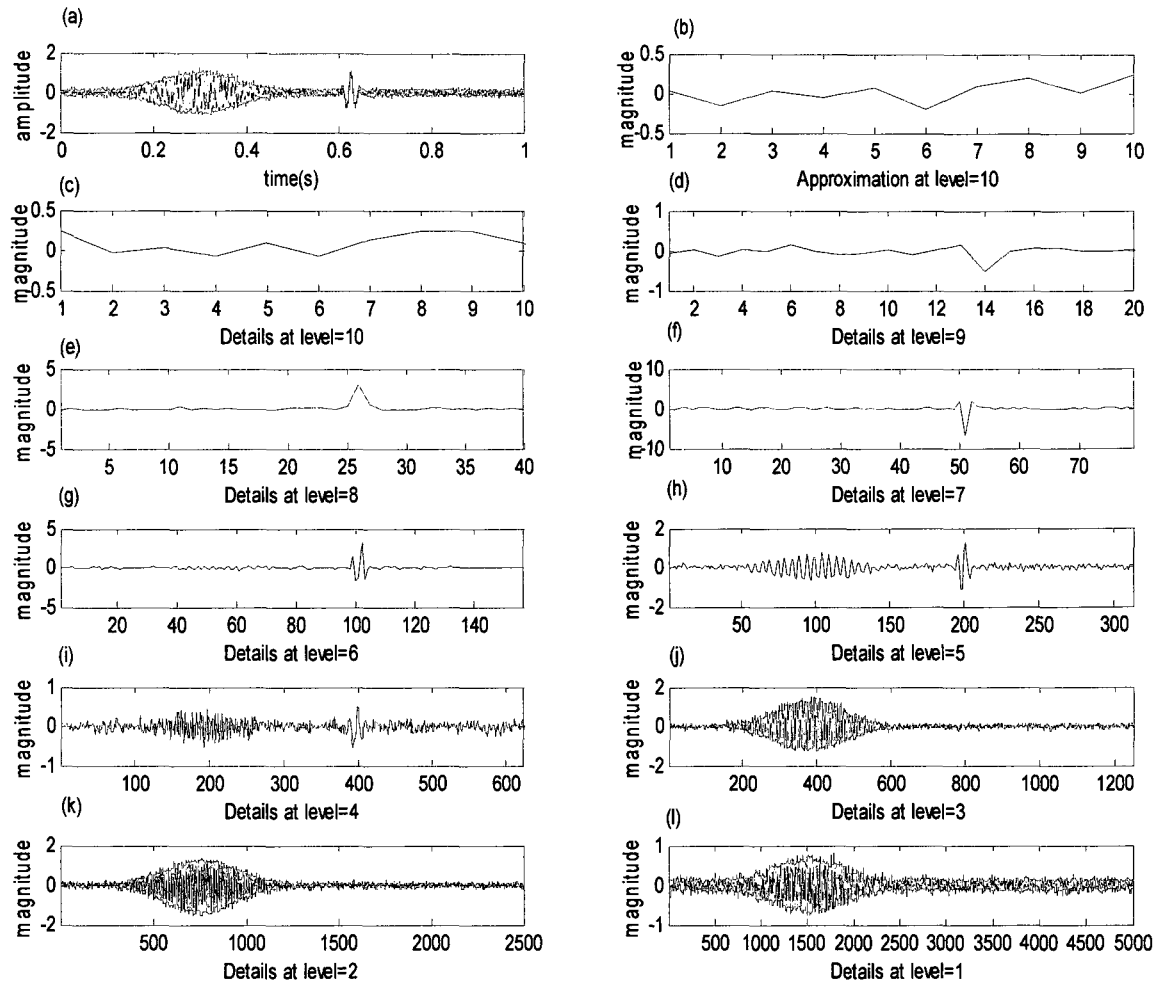 (a)
amplitude
2
0
-2
0 0.2 0.4 0.6 0.8 1
time(s)
(b)
magnitude
0.5
0
-0.5
1 2 3 4 5 6 7 8 9 10
Approximation at level=10
(c)
magnitude
0.5
0
-0.5
1 2 3 4 5 6 7 8 9 10
Details at level=10
(d)
magnitude
1
0
-1
2 4 6 8 10 12 14 16 18 20
Details at level=9
(e)
magnitude
5
0
-5
5 10 15 20 25 30 35 40
Details at level=8
(f)
magnitude
10
0
-10
10 20 30 40 50 60 70
Details at level=7
(g)
magnitude
5
0
-5
20 40 60 80 100 120 140
Details at level=6
(h)
magnitude
2
0
-2
50 100 150 200 250 300
Details at level=5
(i)
magnitude
1
0
-1
100 200 300 400 500 600
Details at level=4
(j)
magnitude
2
0
-2
200 400 600 800 1000 1200
Details at level=3
(k)
magnitude
2
0
-2
500 1000 1500 2000 2500
Details at level=2
(l)
magnitude
1
0
-1
500 1000 1500 2000 2500 3000 3500 4000 4500 5000
Details at level=1